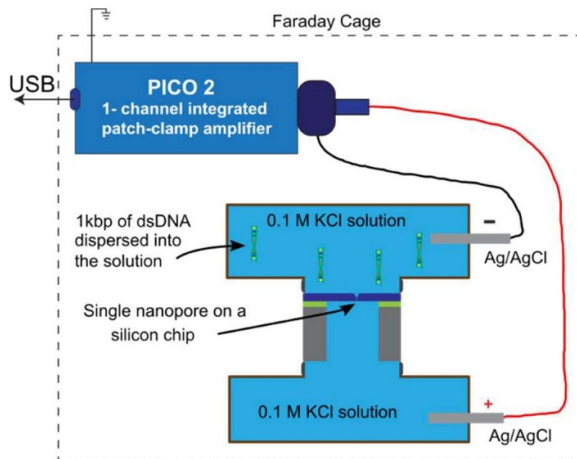 Faraday Cage
USB
PICO 2
1- channel integrated
patch-clamp amplifier
1kbp of dsDNA
dispersed into
the solution
0.1 M KCl solution
−
Ag/AgCl
Single nanopore on a
silicon chip
0.1 M KCl solution
+
Ag/AgCl